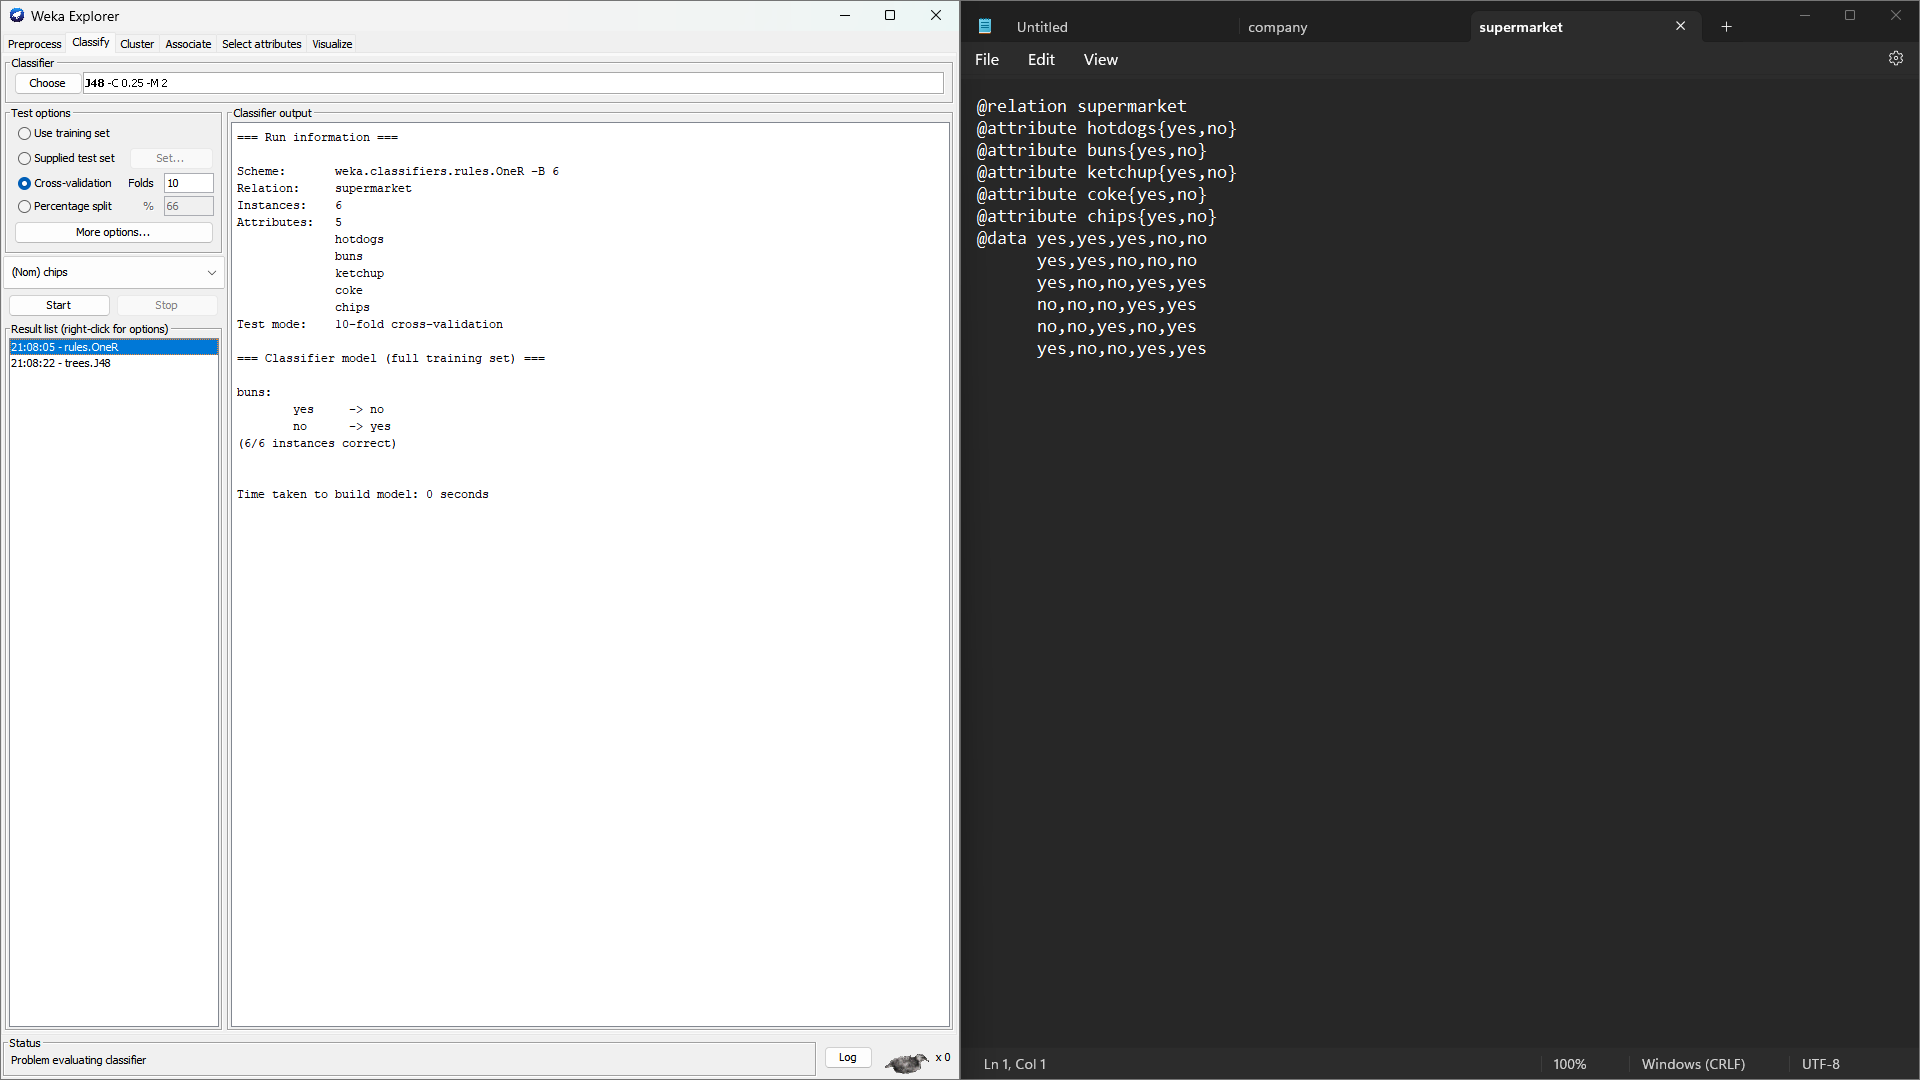 Weka Explorer
Preprocess Classify Cluster Associate Select attributes Visualize
Classifier
Choose J48 -C 0.25 -M 2
Test options
Use training set
Supplied test set Set...
Cross-validation Folds 10
Percentage split % 66
More options...
(Nom) chips
Start Stop
Result list (right-click for options)
21:08:05 - rules.OneR
21:08:22 - trees.J48
Classifier output
=== Run information ===
Scheme: weka.classifiers.rules.OneR -B 6
Relation: supermarket
Instances: 6
Attributes: 5
hotdogs
buns
ketchup
coke
chips
Test mode: 10-fold cross-validation
=== Classifier model (full training set) ===
buns:
yes -> no
no -> yes
(6/6 instances correct)
Time taken to build model: 0 seconds
Status
Problem evaluating classifier
Log x 0
Untitled company supermarket
File Edit View
@relation supermarket
@attribute hotdogs{yes,no}
@attribute buns{yes,no}
@attribute ketchup{yes,no}
@attribute coke{yes,no}
@attribute chips{yes,no}
@data yes,yes,yes,no,no
yes,yes,no,no,no
yes,no,no,yes,yes
no,no,no,yes,yes
no,no,yes,no,yes
yes,no,no,yes,yes
Ln 1, Col 1 100% Windows (CRLF) UTF-8